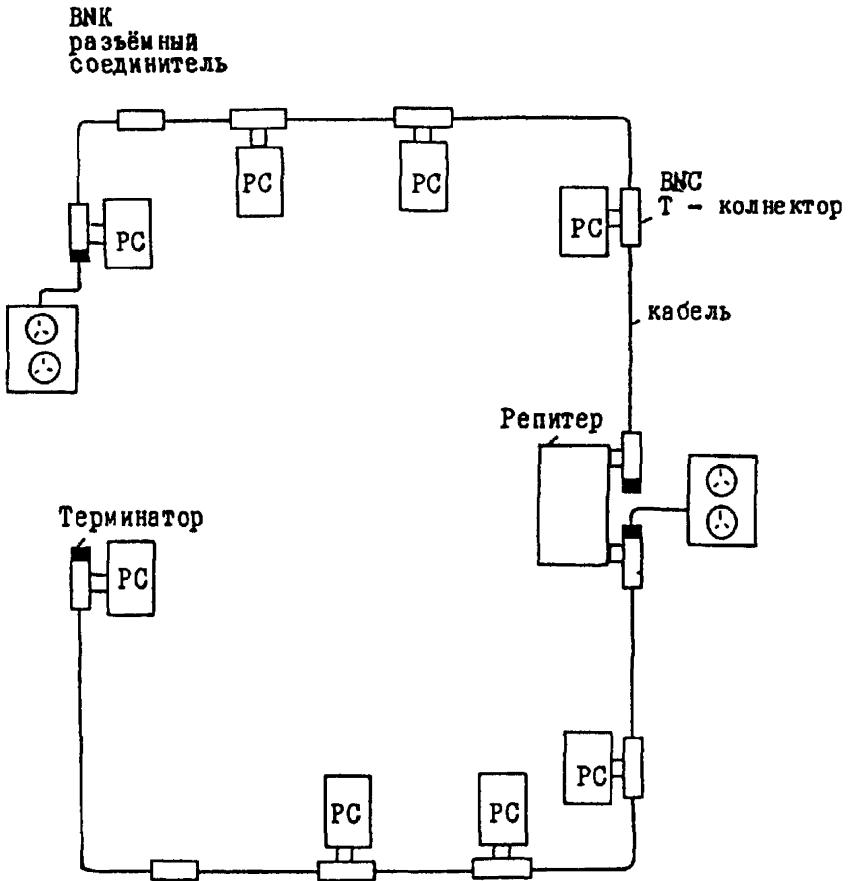 BNK
разъёмный
соединитель
PC
PC
PC
PC
BNC
T - колнектор
кабель
Репитер
Терминатор
PC
PC
PC
PC